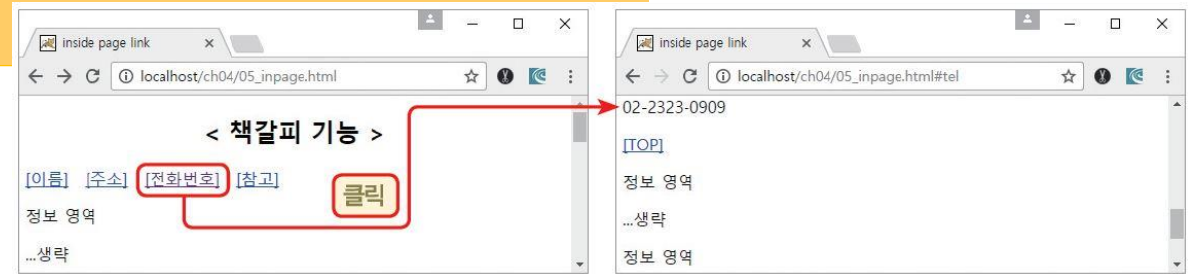 inside page link
localhost/ch04/05_inpage.html
< 책갈피 기능 >
[이름] [주소] [전화번호] [참고]
클릭
정보 영역
...생략
inside page link
localhost/ch04/05_inpage.html#tel
02-2323-0909
[TOP]
정보 영역
...생략
정보 영역